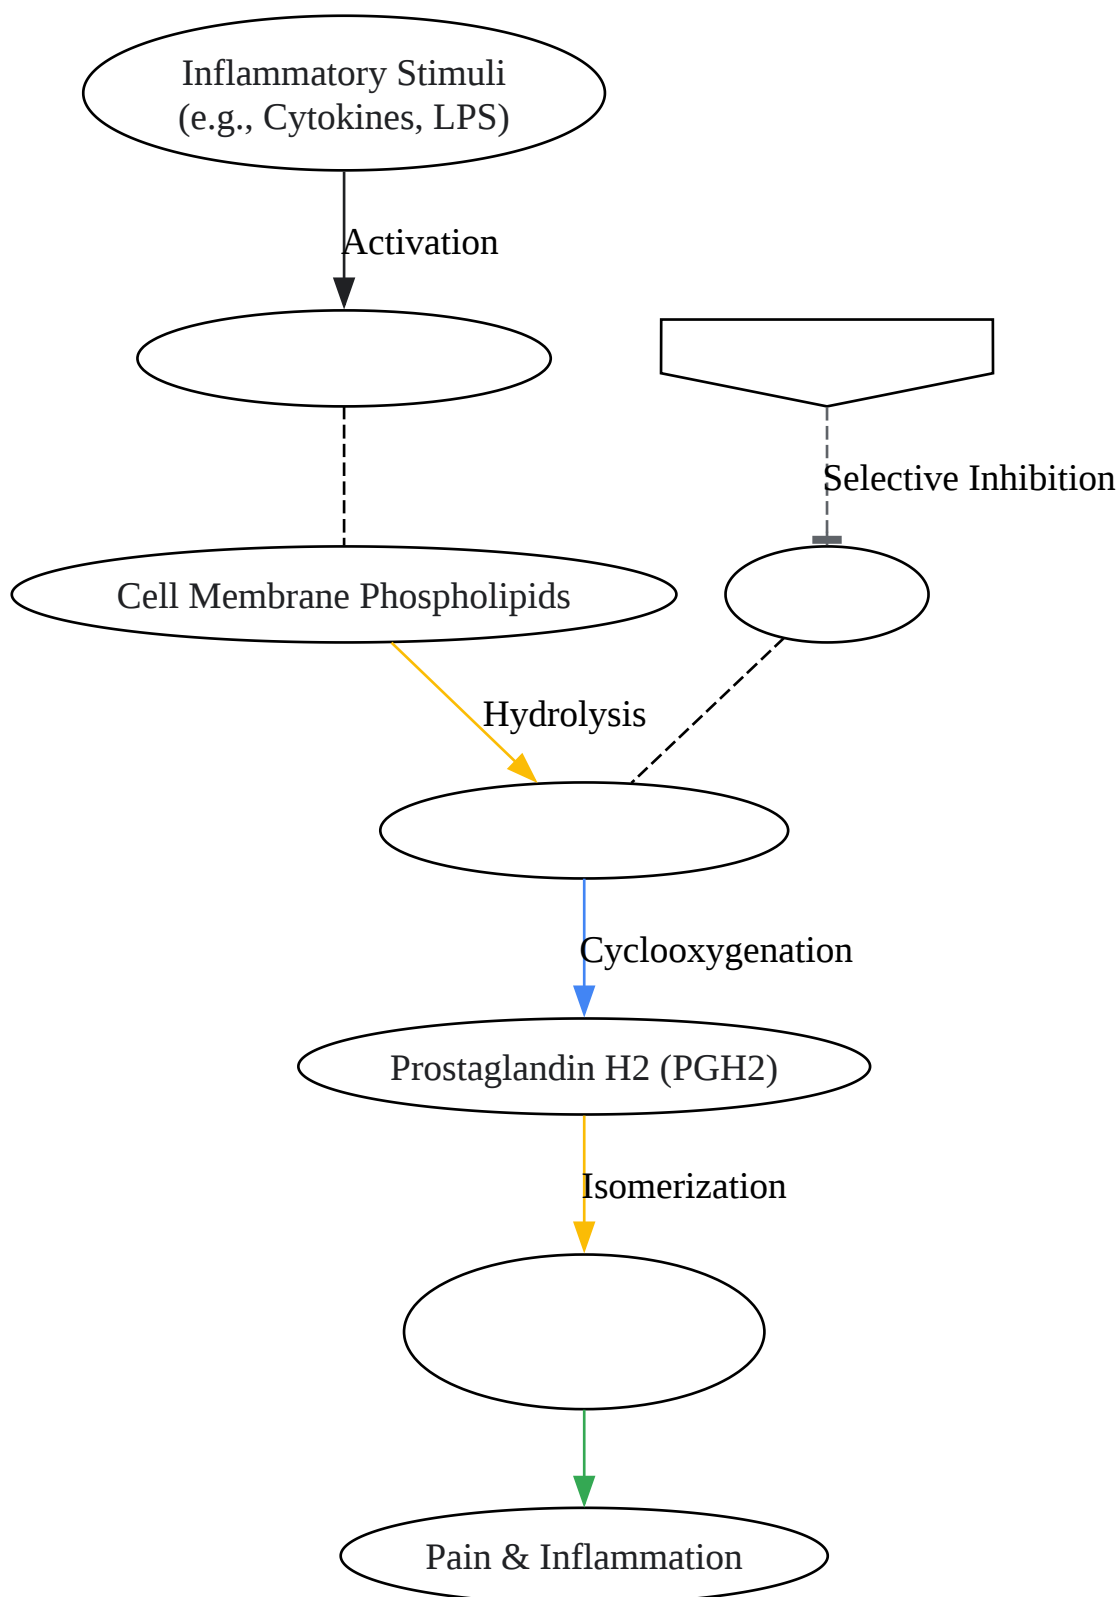 Inflammatory Stimuli
(e.g., Cytokines, LPS)
Activation
Selective Inhibition
Cell Membrane Phospholipids
Hydrolysis
Cyclooxygenation
Prostaglandin H2 (PGH2)
Isomerization
Pain & Inflammation